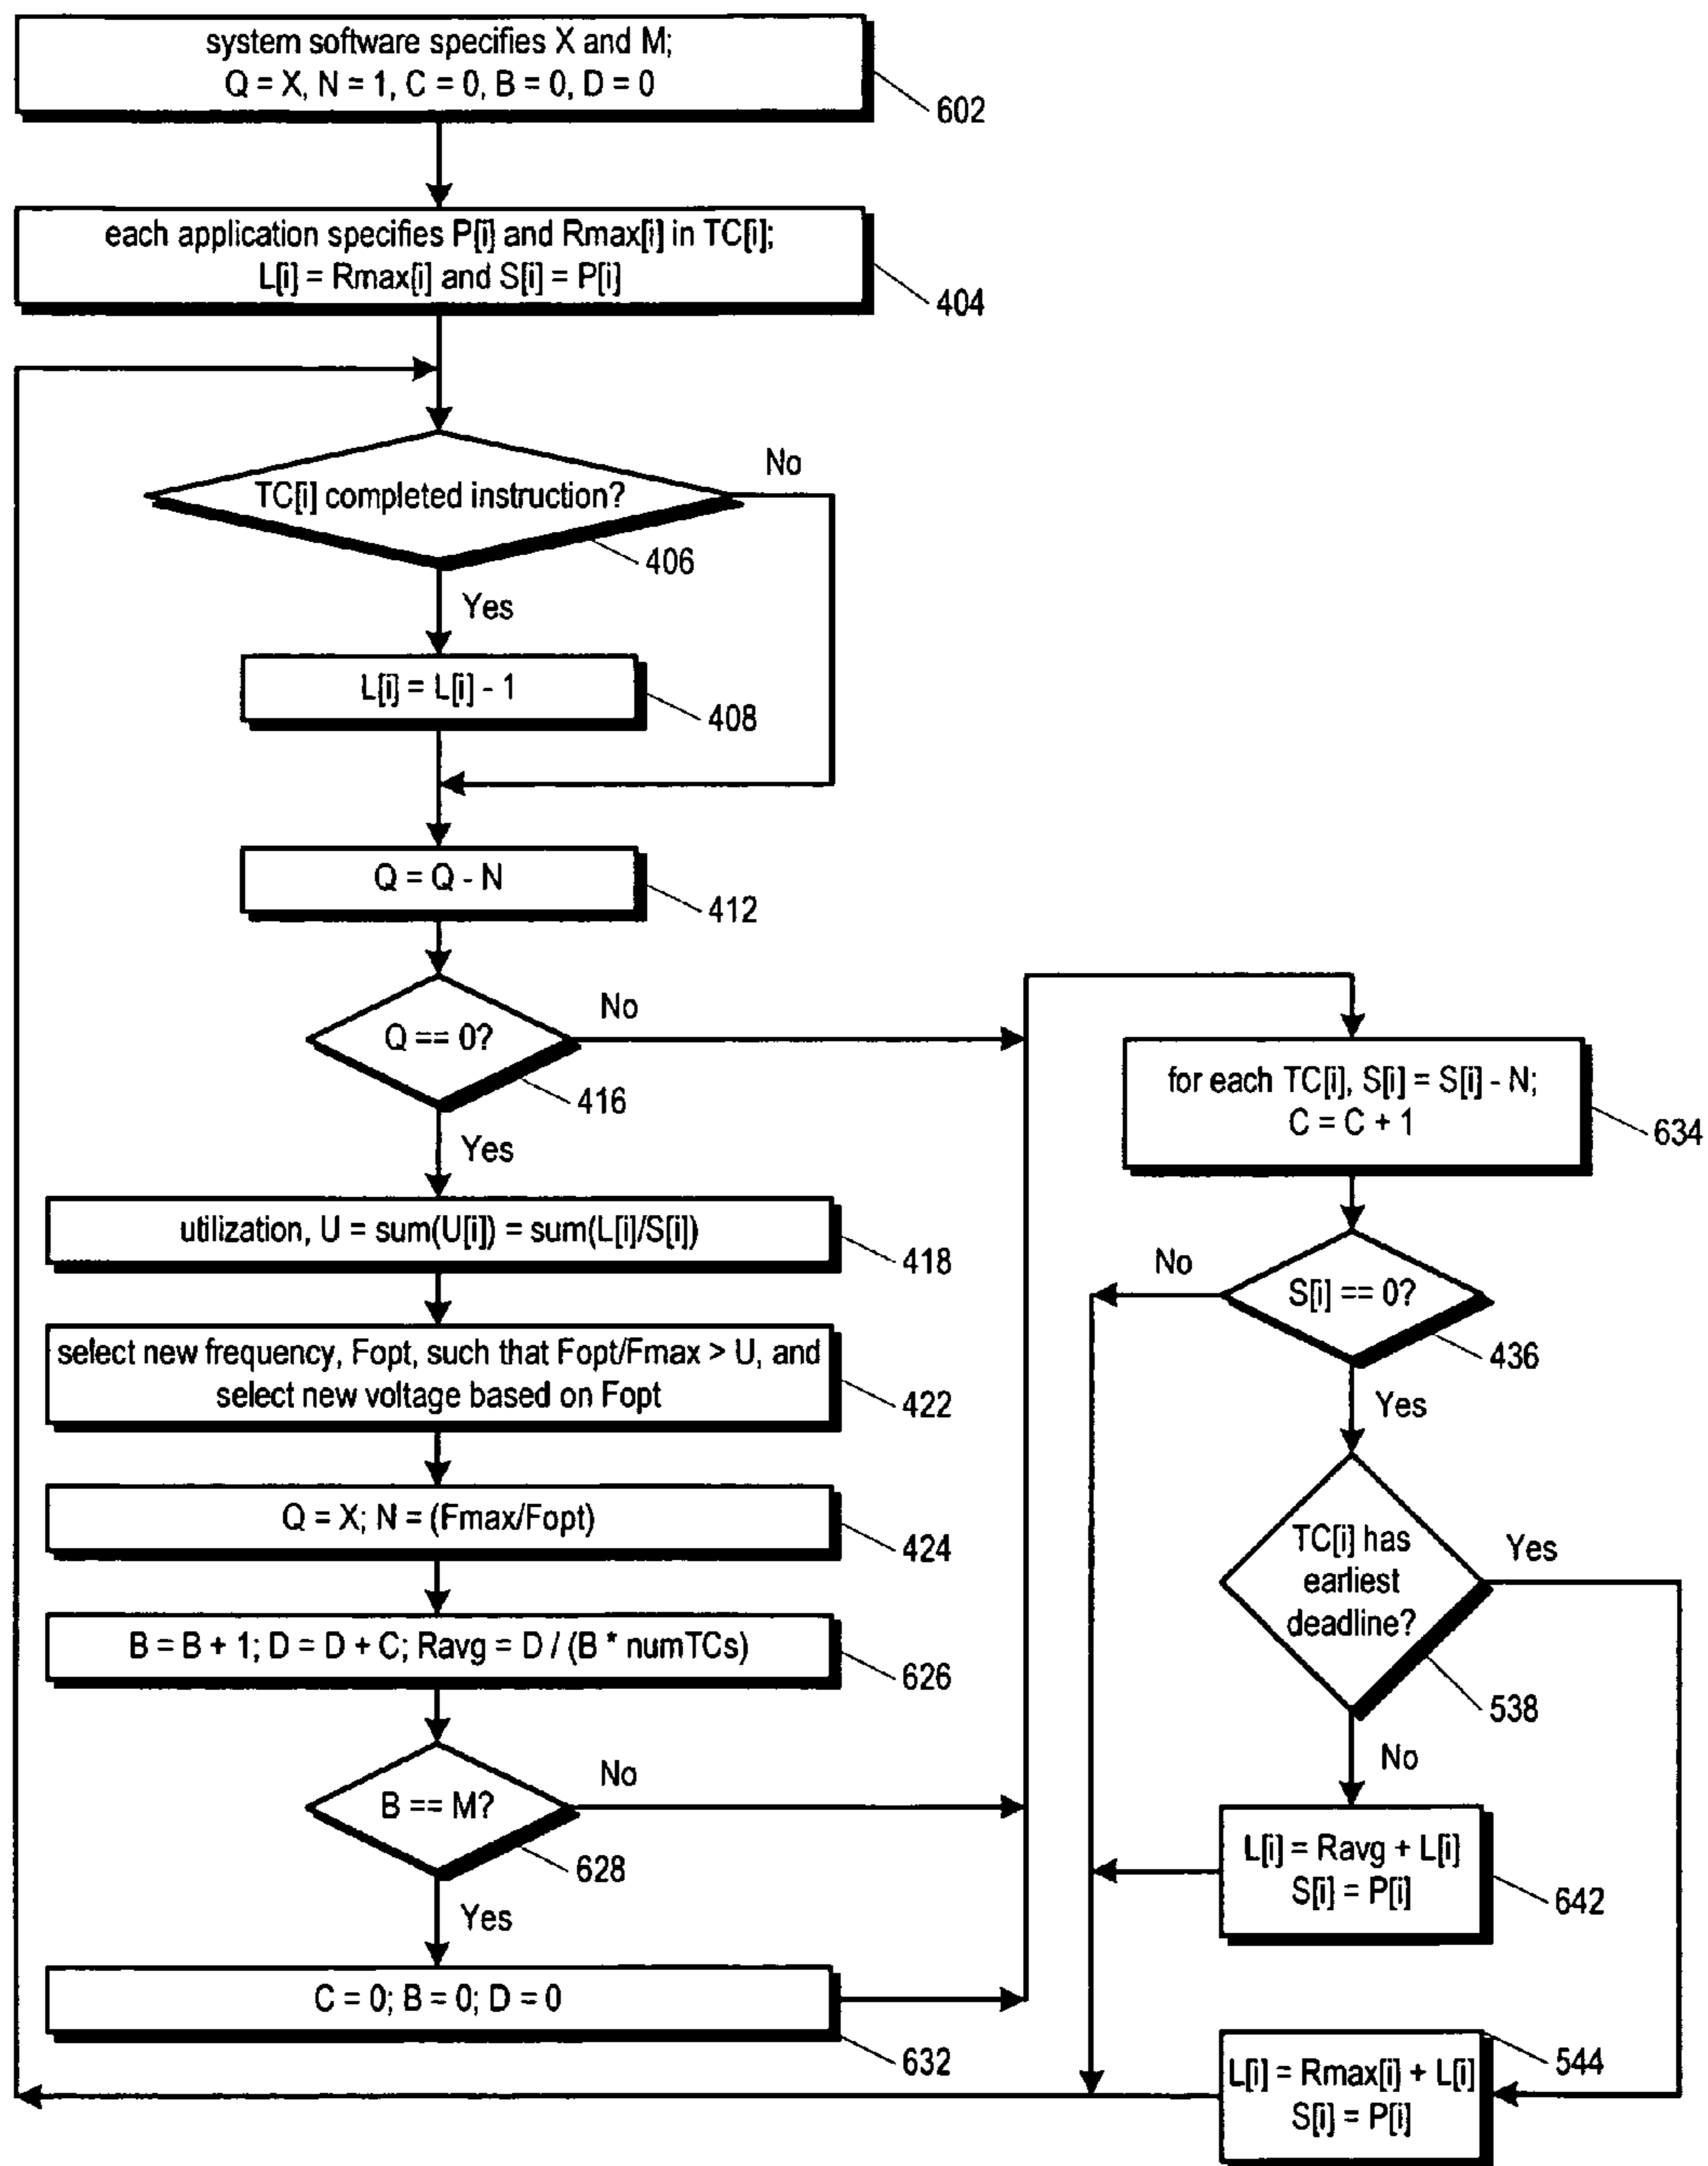 system software specifies X and M;
Q = X, N = 1, C = 0, B = 0, D = 0
602
each application specifies P[i] and Rmax[i] in TC[i];
L[i] = Rmax[i] and S[i] = P[i]
404
TC[i] completed instruction?
No
406
Yes
L[i] = L[i] - 1
408
Q = Q - N
412
Q == 0?
No
416
Yes
utilization, U = sum(U[i]) = sum(L[i]/S[i])
418
select new frequency, Fopt, such that Fopt/Fmax > U, and
select new voltage based on Fopt
422
Q = X; N = (Fmax/Fopt)
424
B = B + 1; D = D + C; Ravg = D / (B * numTCs)
626
B == M?
No
628
Yes
C = 0; B = 0; D = 0
632
for each TC[i], S[i] = S[i] - N;
C = C + 1
634
S[i] == 0?
No
436
Yes
TC[i] has
earliest
deadline?
Yes
538
No
L[i] = Ravg + L[i]
S[i] = P[i]
642
L[i] = Rmax[i] + L[i]
S[i] = P[i]
544